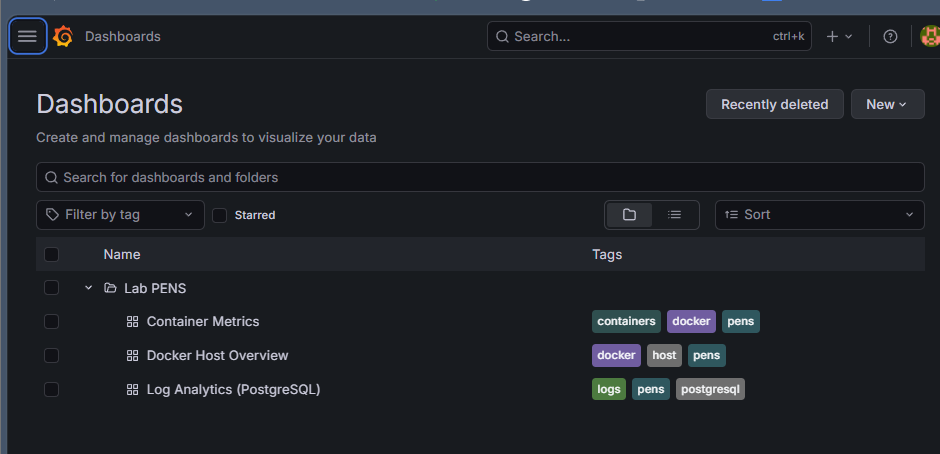 Dashboards
Search... ctrl+k
Dashboards
Recently deleted New
Create and manage dashboards to visualize your data
Search for dashboards and folders
Filter by tag Starred Sort
Name Tags
Lab PENS
Container Metrics containers docker pens
Docker Host Overview docker host pens
Log Analytics (PostgreSQL) logs pens postgresql